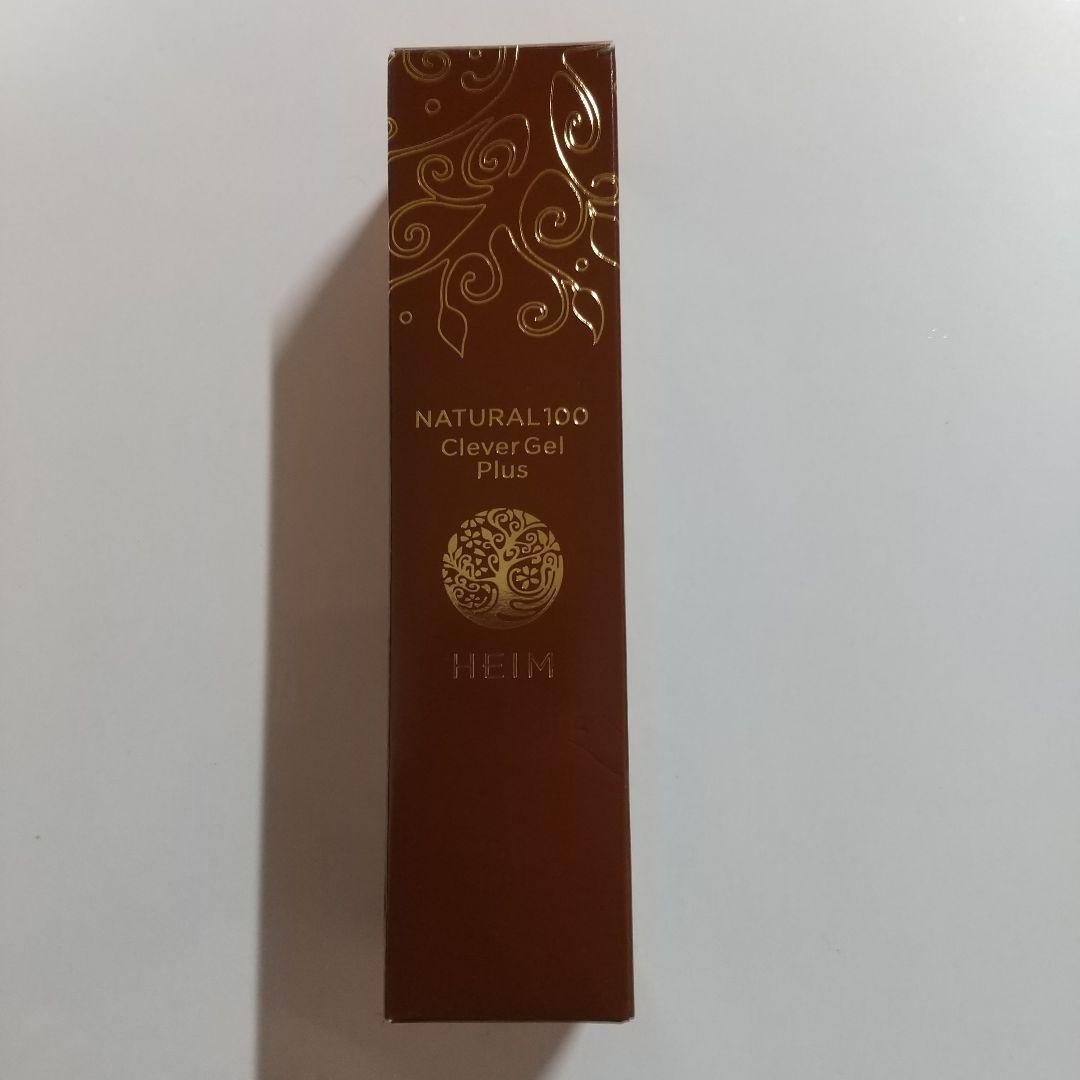 NATURAL100
Clever Gel
Plus
HEIM